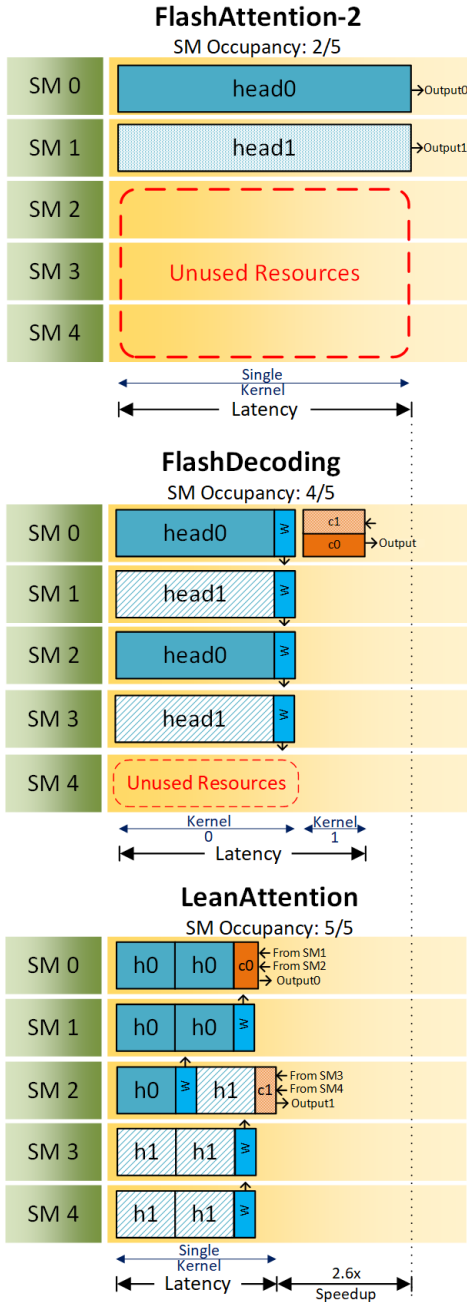 FlashAttention-2
SM Occupancy: 2/5
SM 0
head0
Output0
SM 1
head1
Output1
SM 2
SM 3
Unused Resources
SM 4
Single
Kernel
Latency
FlashDecoding
SM Occupancy: 4/5
SM 0
head0
W
c1
c0
Output
SM 1
head1
W
SM 2
head0
W
SM 3
head1
W
SM 4
Unused Resources
Kernel
0
Kernel
1
Latency
LeanAttention
SM Occupancy: 5/5
SM 0
h0
h0
c0
From SM1
From SM2
Output0
SM 1
h0
h0
W
SM 2
h0
W
h1
c1
From SM3
From SM4
Output1
SM 3
h1
h1
W
SM 4
h1
h1
W
Single
Kernel
Latency
2.6x
Speedup